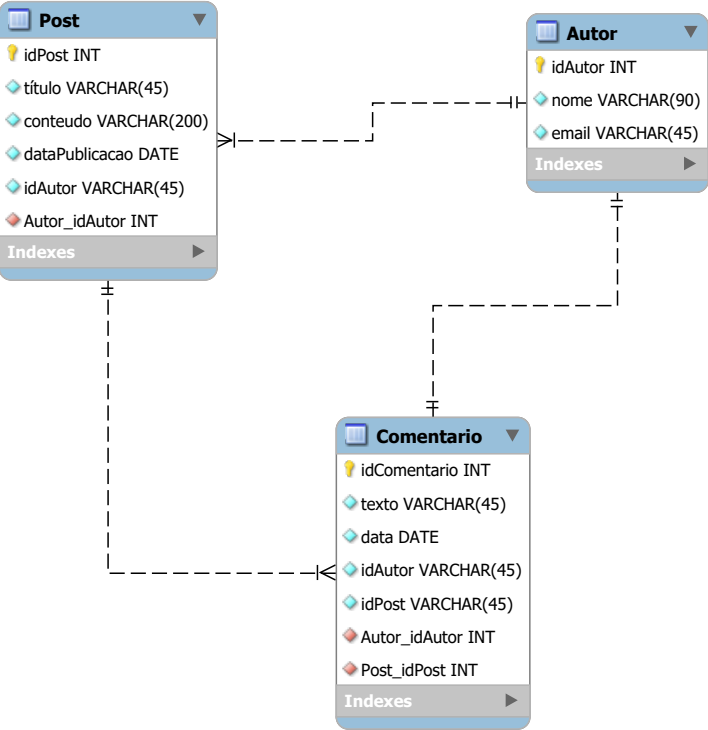 Post
idPost INT
título VARCHAR(45)
conteudo VARCHAR(200)
dataPublicacao DATE
idAutor VARCHAR(45)
Autor_idAutor INT
Indexes
Autor
idAutor INT
nome VARCHAR(90)
email VARCHAR(45)
Indexes
Comentario
idComentario INT
texto VARCHAR(45)
data DATE
idAutor VARCHAR(45)
idPost VARCHAR(45)
Autor_idAutor INT
Post_idPost INT
Indexes